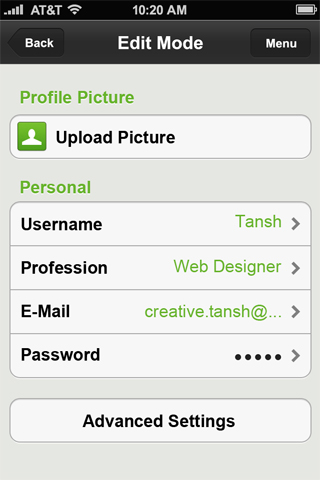 AT&T 10:20 AM
Back Edit Mode Menu
Profile Picture
Upload Picture
Personal
Username Tansh
Profession Web Designer
E-Mail creative.tansh@...
Password •••••
Advanced Settings